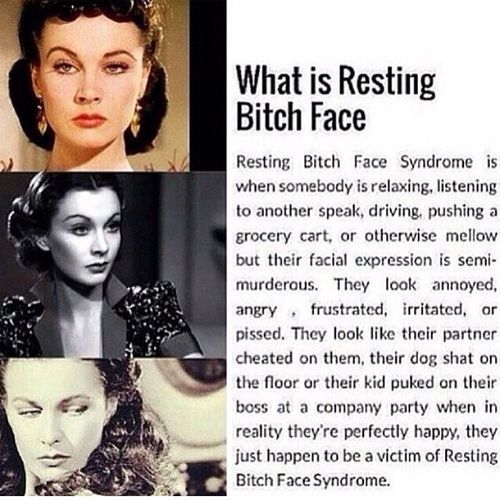 What is Resting
Bitch Face
Resting Bitch Face Syndrome is
when somebody is relaxing, listening
to another speak, driving, pushing a
grocery cart, or otherwise mellow
but their facial expression is semi-
murderous. They look annoyed,
angry , frustrated, irritated, or
pissed. They look like their partner
cheated on them, their dog shat on
the floor or their kid puked on their
boss at a company party when in
reality they're perfectly happy, they
just happen to be a victim of Resting
Bitch Face Syndrome.